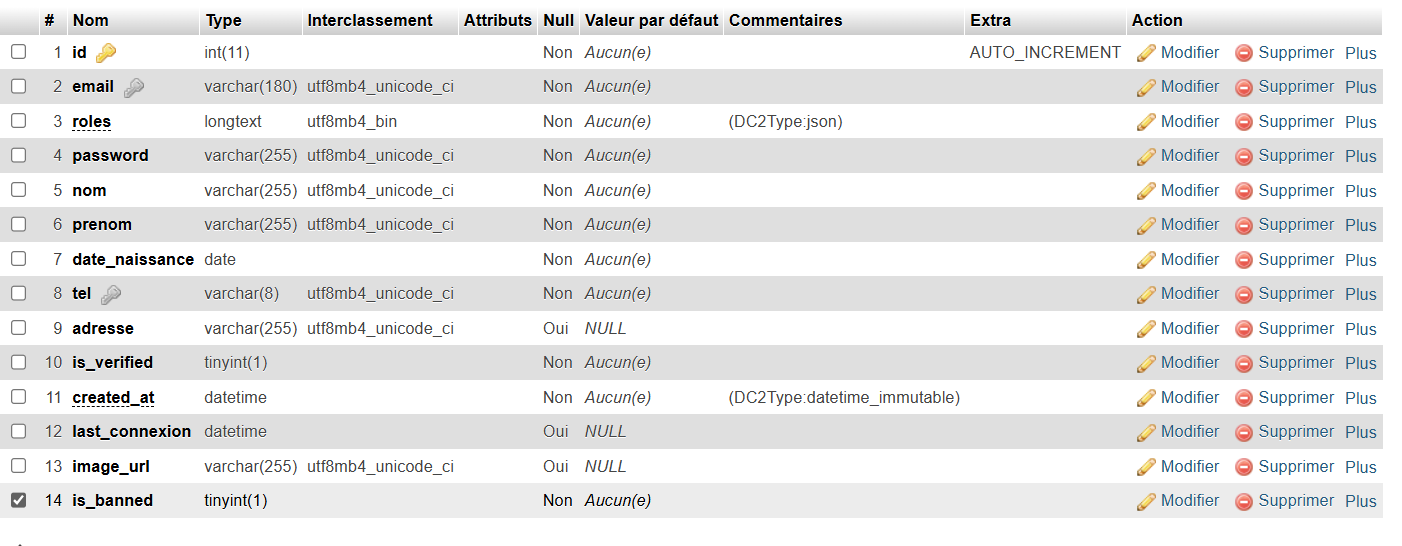 # Nom Type Interclassement Attributs Null Valeur par défaut Commentaires Extra Action
1 id int(11) Non Aucun(e) AUTO_INCREMENT Modifier Supprimer Plus
2 email varchar(180) utf8mb4_unicode_ci Non Aucun(e) Modifier Supprimer Plus
3 roles longtext utf8mb4_bin Non Aucun(e) (DC2Type:json) Modifier Supprimer Plus
4 password varchar(255) utf8mb4_unicode_ci Non Aucun(e) Modifier Supprimer Plus
5 nom varchar(255) utf8mb4_unicode_ci Non Aucun(e) Modifier Supprimer Plus
6 prenom varchar(255) utf8mb4_unicode_ci Non Aucun(e) Modifier Supprimer Plus
7 date_naissance date Non Aucun(e) Modifier Supprimer Plus
8 tel varchar(8) utf8mb4_unicode_ci Non Aucun(e) Modifier Supprimer Plus
9 adresse varchar(255) utf8mb4_unicode_ci Oui NULL Modifier Supprimer Plus
10 is_verified tinyint(1) Non Aucun(e) Modifier Supprimer Plus
11 created_at datetime Non Aucun(e) (DC2Type:datetime_immutable) Modifier Supprimer Plus
12 last_connexion datetime Oui NULL Modifier Supprimer Plus
13 image_url varchar(255) utf8mb4_unicode_ci Oui NULL Modifier Supprimer Plus
14 is_banned tinyint(1) Non Aucun(e) Modifier Supprimer Plus